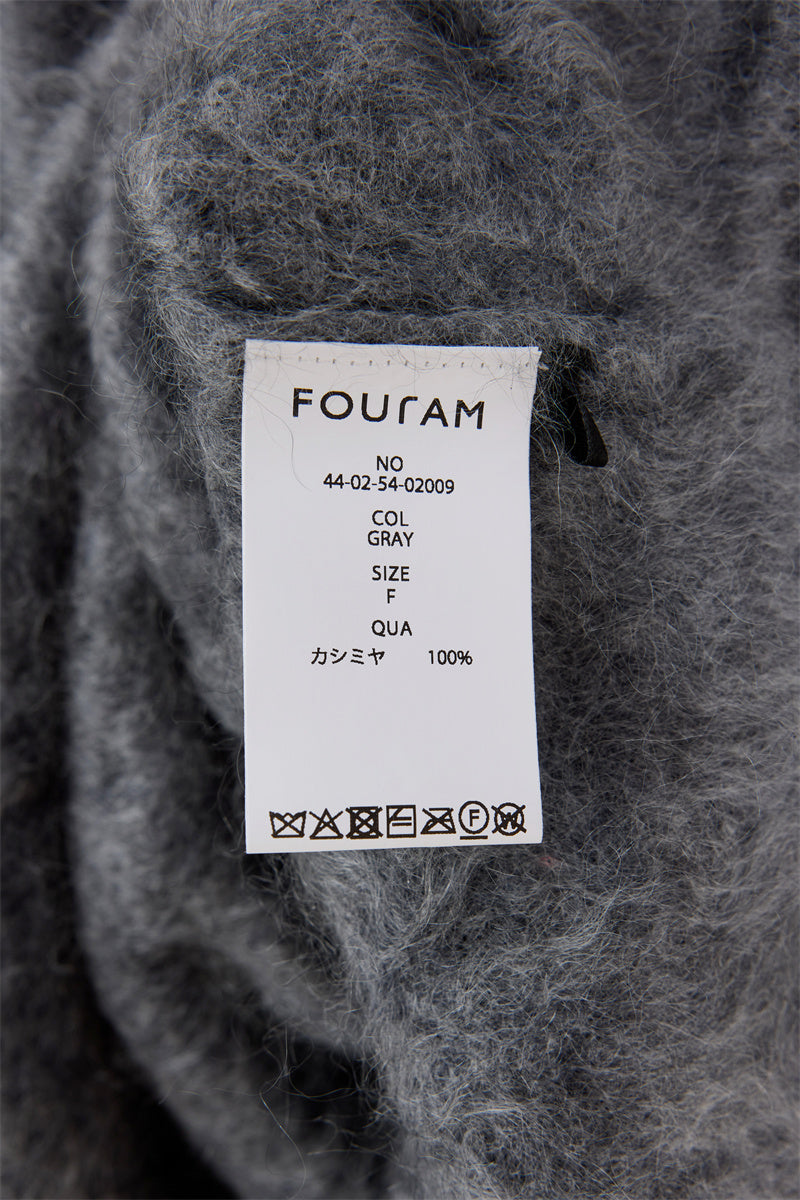 FOURAM
NO
44-02-54-02009
COL
GRAY
SIZE
F
QUA
カシミヤ 100%
F W